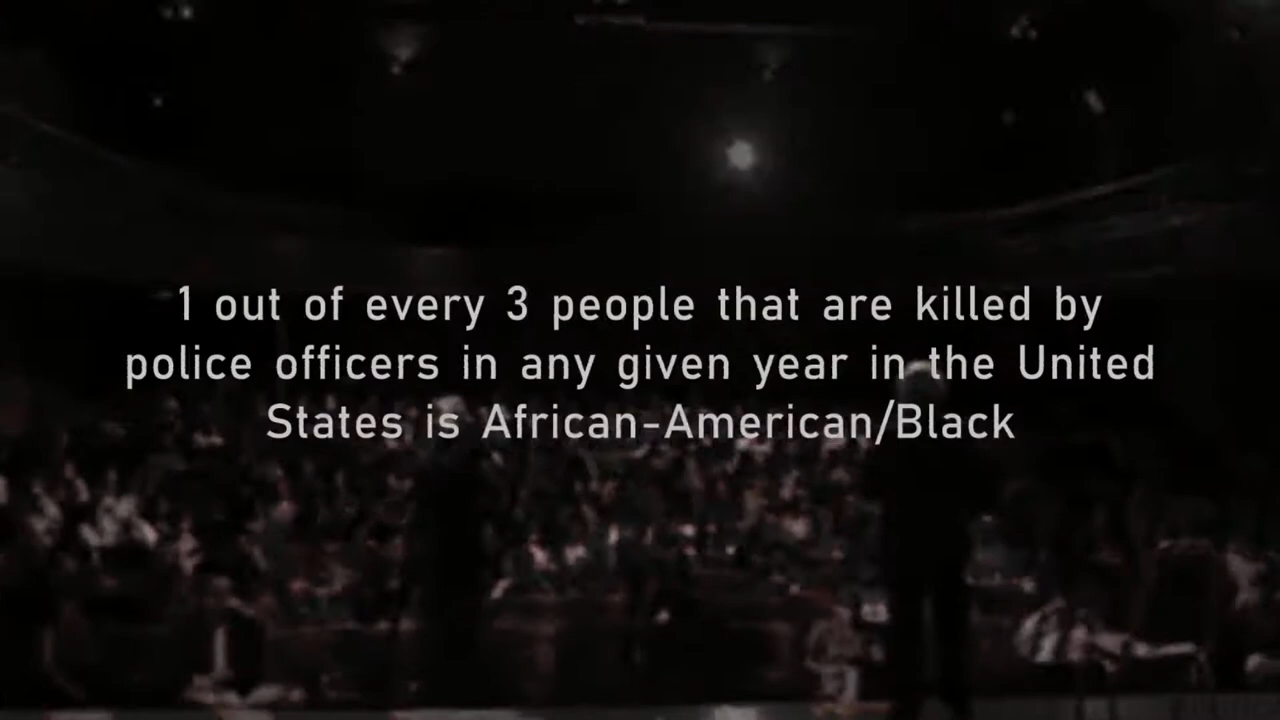 1 out of every 3 people that are killed by
police officers in any given year in the United
States is African-American/Black